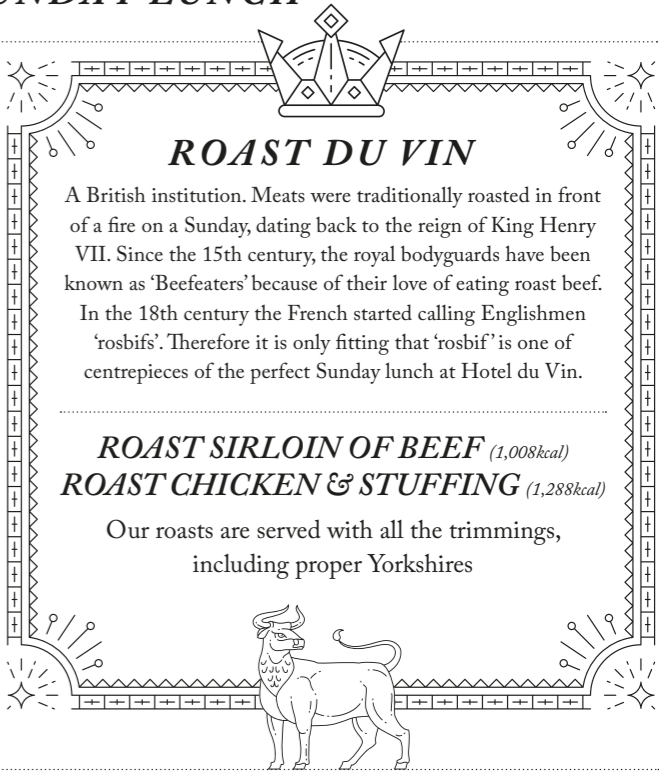 ROAST DU VIN
A British institution. Meats were traditionally roasted in front
of a fire on a Sunday, dating back to the reign of King Henry
VII. Since the 15th century, the royal bodyguards have been
known as ‘Beefeaters’ because of their love of eating roast beef.
In the 18th century the French started calling Englishmen
‘rosbifs’. Therefore it is only fitting that ‘rosbif’ is one of
centrepieces of the perfect Sunday lunch at Hotel du Vin.
ROAST SIRLOIN OF BEEF (1,008kcal)
ROAST CHICKEN & STUFFING (1,288kcal)
Our roasts are served with all the trimmings,
including proper Yorkshires